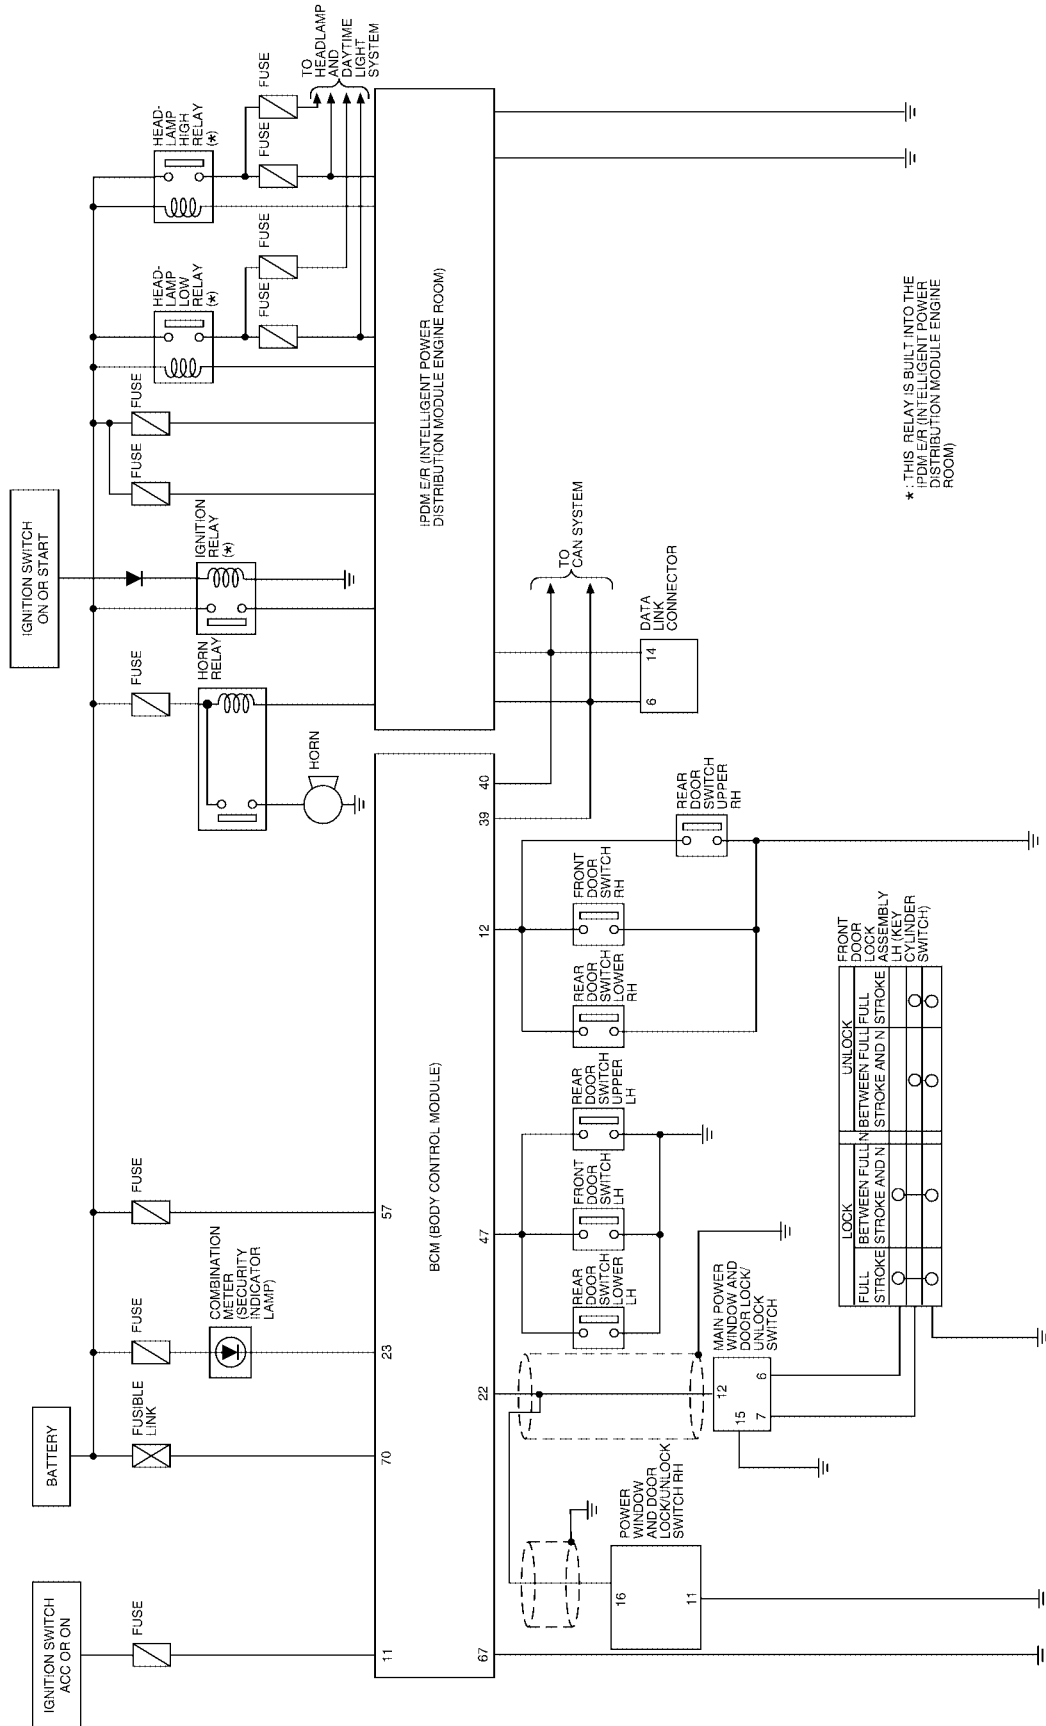 IGNITION SWITCH
ACC OR ON
FUSE
BATTERY
FUSIBLE
LINK
FUSE
COMBINATION
METER
(SECURITY
INDICATOR
LAMP)
FUSE
FUSE
HORN
RELAY
HORN
IGNITION SWITCH
ON OR START
IGNITION
RELAY
(*)
FUSE
FUSE
HEAD-
LAMP
LOW
RELAY
(*)
FUSE
FUSE
HEAD-
LAMP
HIGH
RELAY
(*)
FUSE
FUSE
TO
HEADLAMP
AND
DAYTIME
LIGHT
SYSTEM
11
70
23
57
BCM (BODY CONTROL MODULE)
67
22
47
12
39
40
IPDM E/R (INTELLIGENT POWER
DISTRIBUTION MODULE ENGINE ROOM)
TO
CAN SYSTEM
6
14
DATA
LINK
CONNECTOR
16
11
POWER
WINDOW
AND DOOR
LOCK/UNLOCK
SWITCH RH
12
15
7
6
MAIN POWER
WINDOW AND
DOOR LOCK/
UNLOCK
SWITCH
REAR
DOOR
SWITCH
LOWER
LH
FRONT
DOOR
SWITCH
LH
REAR
DOOR
SWITCH
UPPER
LH
REAR
DOOR
SWITCH
LOWER
RH
FRONT
DOOR
SWITCH
RH
REAR
DOOR
SWITCH
UPPER
RH
LOCK
UNLOCK
FULL
STROKE
BETWEEN FULL
STROKE AND N
N
BETWEEN FULL
STROKE AND N
FULL
STROKE
FRONT
DOOR
LOCK
ASSEMBLY
LH (KEY
CYLINDER
SWITCH)
* : THIS RELAY IS BUILT INTO THE
IPDM E/R (INTELLIGENT POWER
DISTRIBUTION MODULE ENGINE
ROOM)